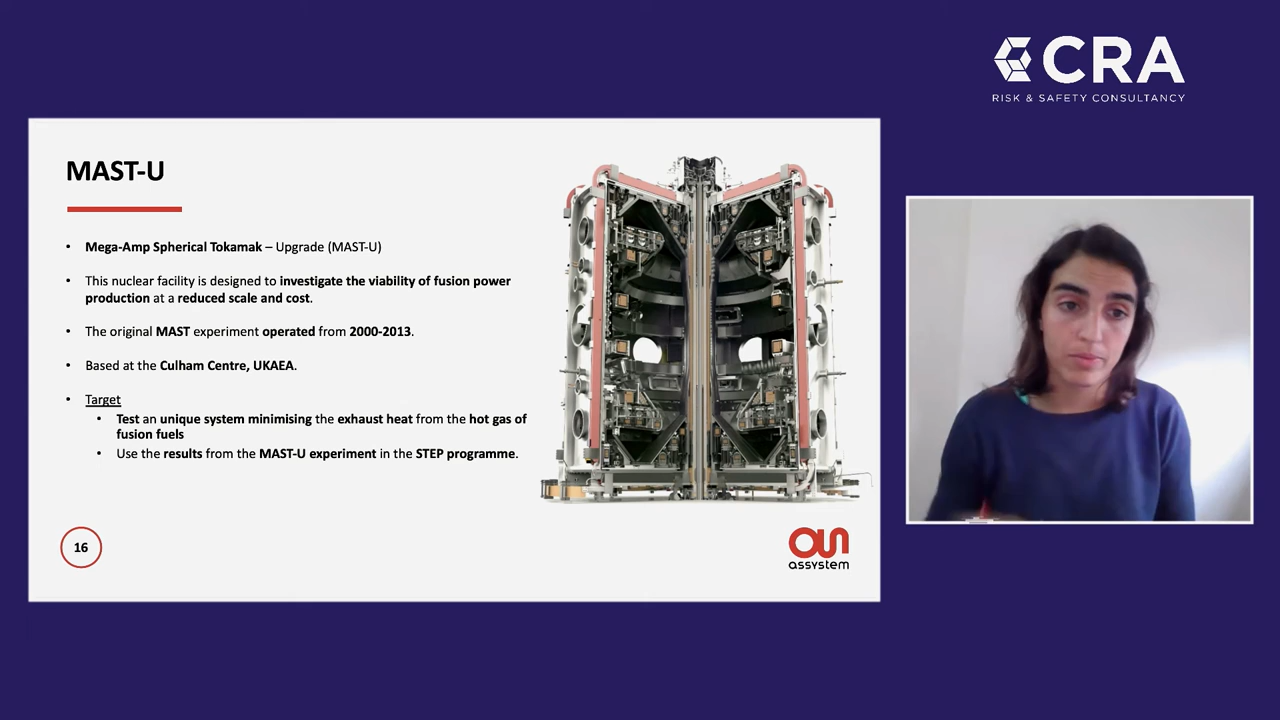 CRA
RISK & SAFETY CONSULTANCY
MAST-U
• Mega-Amp Spherical Tokamak – Upgrade (MAST-U)
• This nuclear facility is designed to investigate the viability of fusion power
production at a reduced scale and cost.
• The original MAST experiment operated from 2000-2013.
• Based at the Culham Centre, UKAEA.
• Target
• Test an unique system minimising the exhaust heat from the hot gas of
fusion fuels
• Use the results from the MAST-U experiment in the STEP programme.
16
assystem